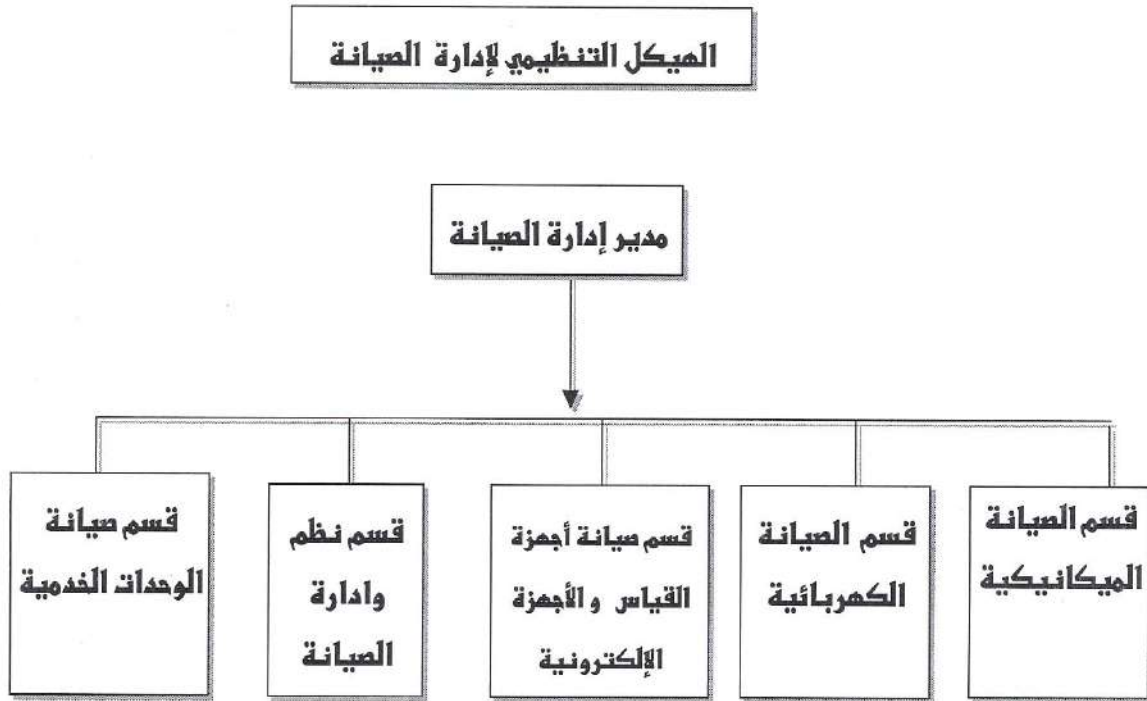 الهيكل التنظيمي لإدارة الصيانة
مدير إدارة الصيانة
قسم الصيانة
الميكانيكية
قسم الصيانة
الكهربائية
قسم صيانة أجهزة
القياس والأجهزة
الإلكترونية
قسم نظم
وادارة
الصيانة
قسم صيانة
الوحدات الخدمية